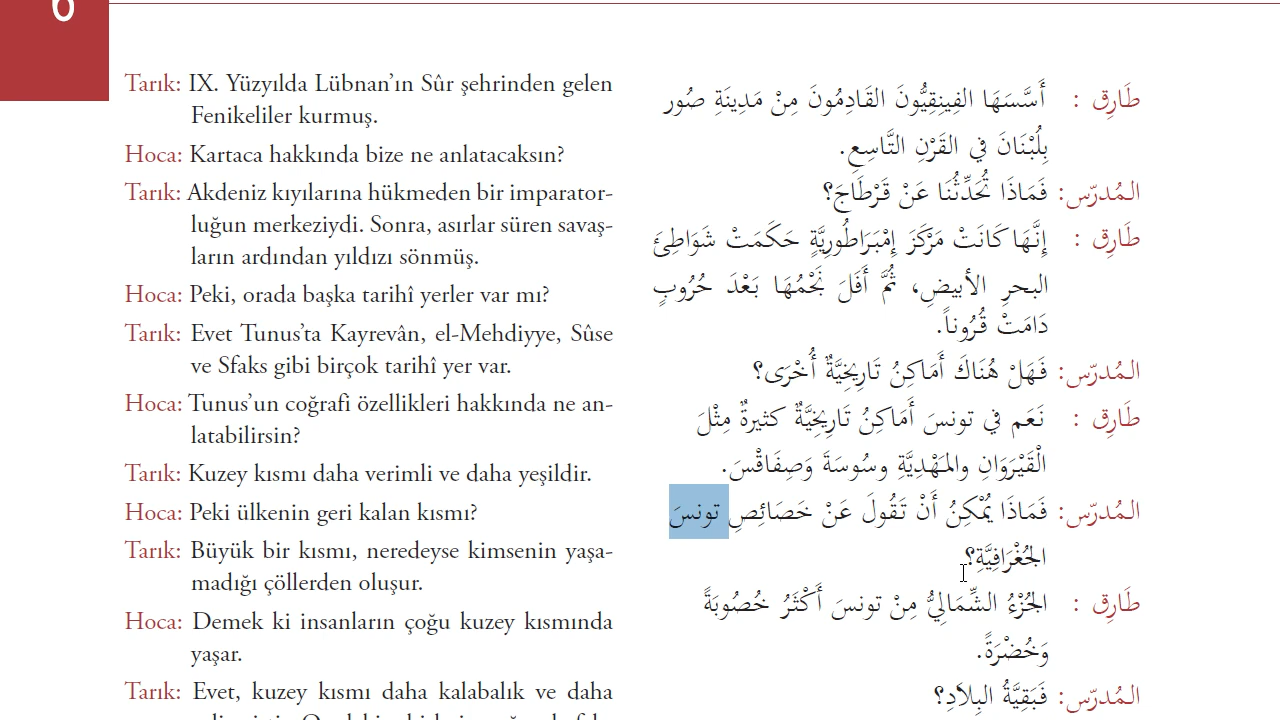 6
Tarık: IX. Yüzyılda Lübnan’ın Sûr şehrinden gelen
Fenikeliler kurmuş.
Hoca: Kartaca hakkında bize ne anlatacaksın?
Tarık: Akdeniz kıyılarına hükmeden bir imparator-
luğun merkeziydi. Sonra, asırlar süren savaş-
ların ardından yıldızı sönmüş.
Hoca: Peki, orada başka tarihî yerler var mı?
Tarık: Evet Tunus’ta Kayrevân, el-Mehdiyye, Sûse
ve Sfaks gibi birçok tarihî yer var.
Hoca: Tunus’un coğrafî özellikleri hakkında ne an-
latabilirsin?
Tarık: Kuzey kısmı daha verimli ve daha yeşildir.
Hoca: Peki ülkenin geri kalan kısmı?
Tarık: Büyük bir kısmı, neredeyse kimsenin yaşa-
madığı çöllerden oluşur.
Hoca: Demek ki insanların çoğu kuzey kısmında
yaşar.
Tarık: Evet, kuzey kısmı daha kalabalık ve daha
طَارِق : أَسَّسَهَا الفِينِقِيُّونَ القَادِمُونَ مِنْ مَدِينَةِ صُور
بِلُبْنَانَ في القَرْنِ التَّاسِعِ.
المُدرّس: فَمَاذَا تُحَدِّثُنَا عَنْ قَرْطَاجَ؟
طَارِق : إِنَّهَا كَانَتْ مَرْكَزَ إِمْبَرَاطُورِيَّةٍ حَكَمَتْ شَوَاطِئَ
البحرِ الأبيضِ، ثُمَّ أَفَلَ نَجْمُهَا بَعْدَ حُرُوبٍ
دَامَتْ قُرُوناً.
المُدرّس: فَهَلْ هُنَاكَ أَمَاكِنُ تَارِيخِيَّةٌ أُخْرَى؟
طَارِق : نَعَم في تونسَ أَمَاكِنُ تَارِيخِيَّةٌ كثيرةٌ مِثْلَ
الْقَيْرَوَانِ والمَهْدِيَّةِ وسُوسَةَ وَصِفَاقْسَ.
المُدرّس: فَمَاذَا يُمْكِنُ أَنْ تَقُولَ عَنْ خَصَائِصِ تونسَ
الجُغْرَافِيَّةِ؟
طَارِق : الجُزْءُ الشِّمَالِيُّ مِنْ تونسَ أَكْثَرُ خُصُوبَةً
وَخُضْرَةً.
المُدرّس: فَبَقِيَّةُ البِلَادِ؟